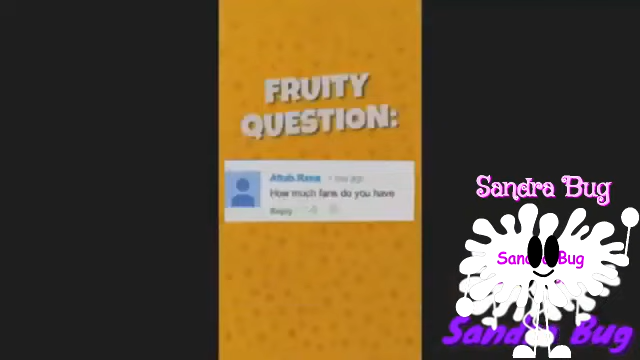 FRUITY
QUESTION:
Aftab Rana
How much fans do you have
Reply
Sandra Bug
Sandra Bug
Sandra Bug